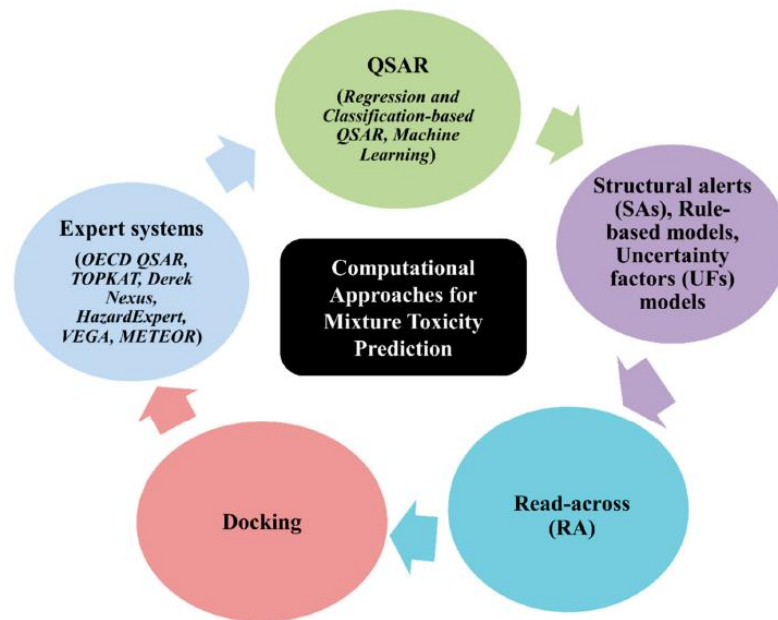 QSAR
(Regression and
Classification-based
QSAR, Machine
Learning)
Structural alerts
(SAs), Rule-
based models,
Uncertainty
factors (UFs)
models
Read-across
(RA)
Docking
Expert systems
(OECD QSAR,
TOPKAT, Derek
Nexus,
HazardExpert,
VEGA, METEOR)
Computational
Approaches for
Mixture Toxicity
Prediction